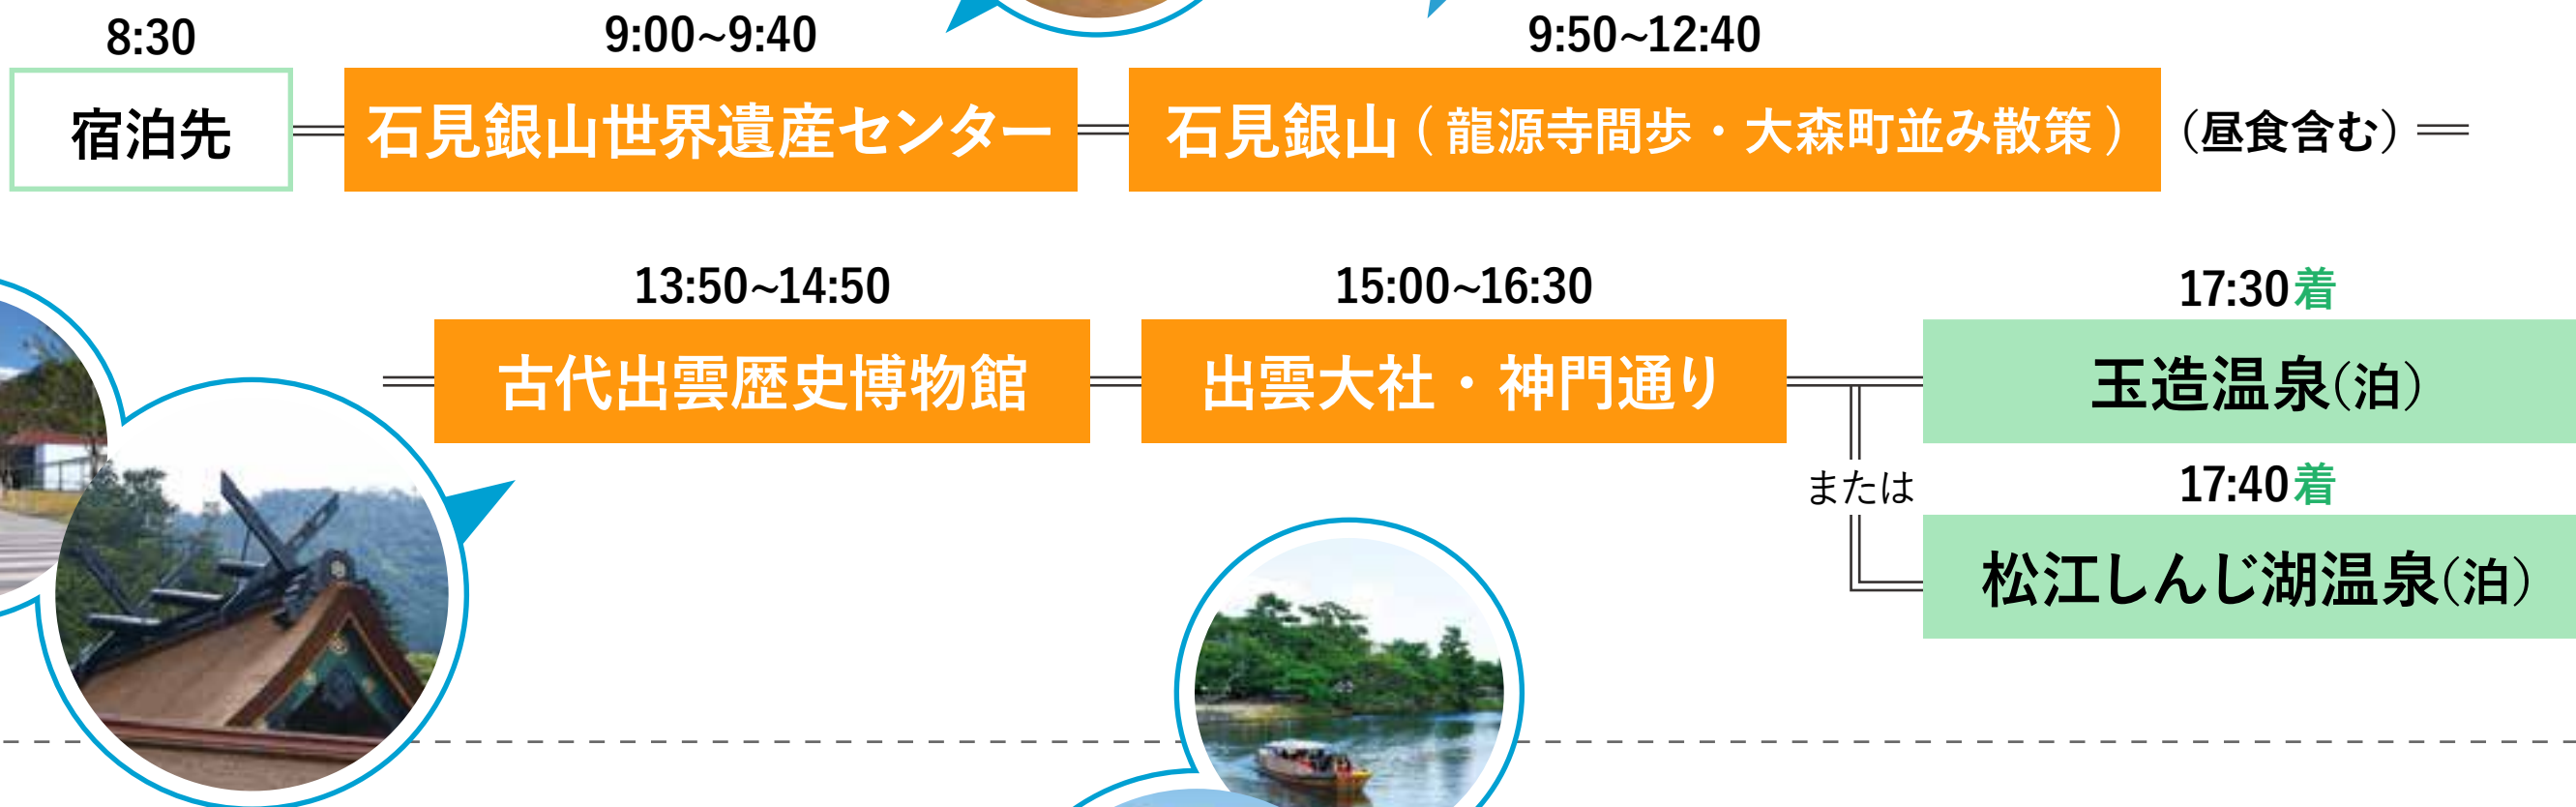 8:30
9:00~9:40
9:50~12:40
宿泊先
石見銀山世界遺産センター
石見銀山（龍源寺間歩・大森町並み散策）
（昼食含む）
13:50~14:50
15:00~16:30
17:30着
古代出雲歴史博物館
出雲大社・神門通り
玉造温泉(泊)
または
17:40着
松江しんじ湖温泉(泊)